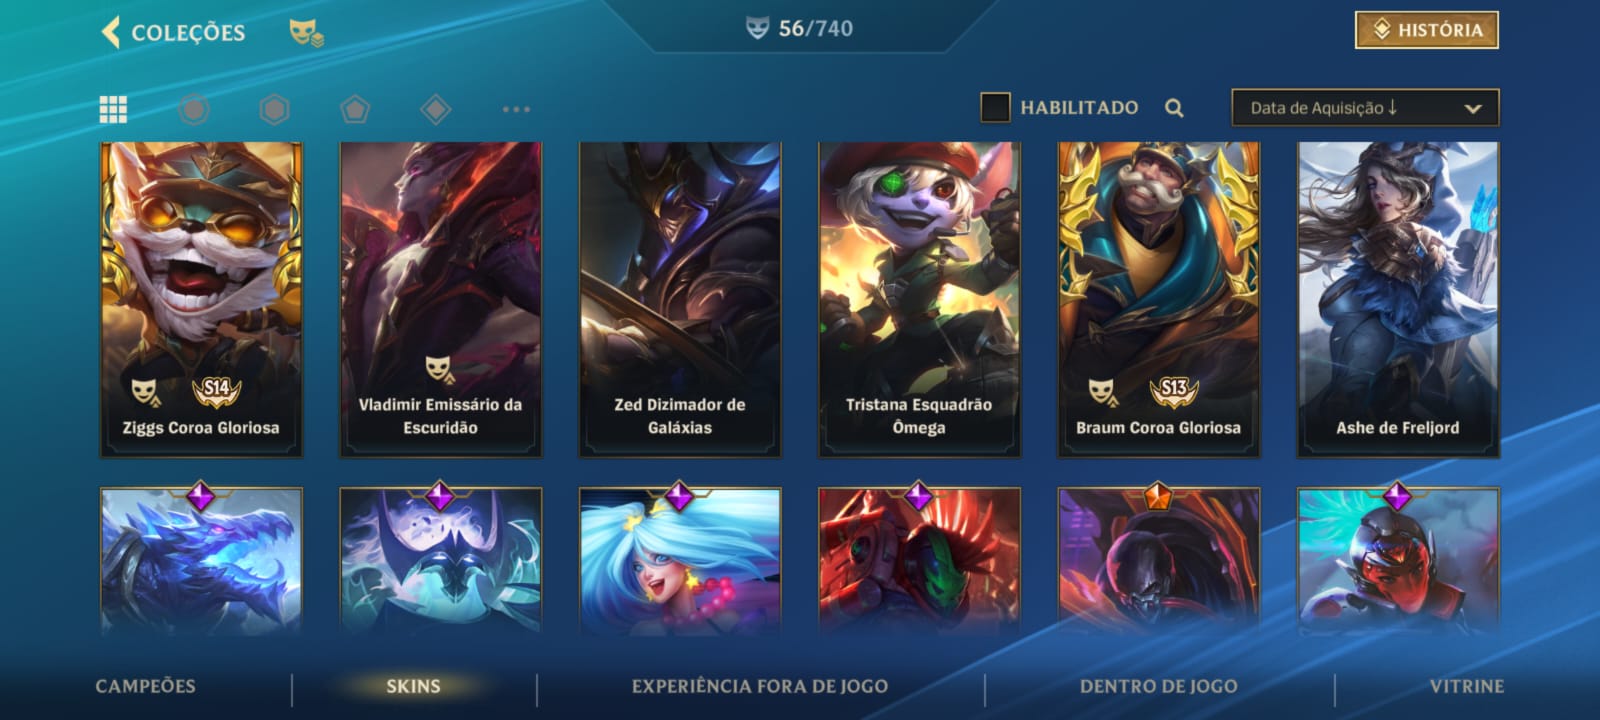 COLEÇÕES
56/740
HISTÓRIA
HABILITADO
Data de Aquisição ↓
S14
Ziggs Coroa Gloriosa
Vladimir Emissário da
Escuridão
Zed Dizimador de
Galáxias
Tristana Esquadrão
Ômega
S13
Braum Coroa Gloriosa
Ashe de Freljord
CAMPEÕES
SKINS
EXPERIÊNCIA FORA DE JOGO
DENTRO DE JOGO
VITRINE